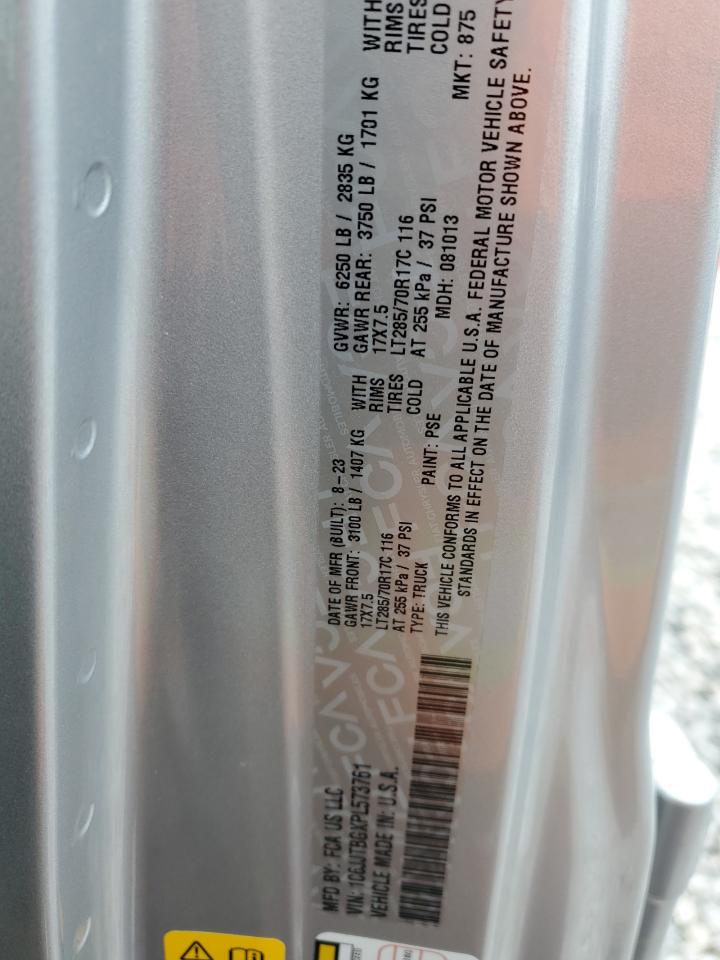 MFD BY: FCA US LLC
VIN: 1C6JJTBGXPL573761
VEHICLE MADE IN: U.S.A.
DATE OF MFR (BUILT): 8-23 GVWR: 6250 LB / 2835 KG
GAWR FRONT: 3100 LB / 1407 KG WITH GAWR REAR: 3750 LB / 1701 KG WITH
17X7.5 RIMS 17X7.5 RIMS
LT285/70R17C 116 TIRES LT285/70R17C 116 TIRES
AT 255 kPa / 37 PSI COLD AT 255 kPa / 37 PSI COLD
TYPE: TRUCK PAINT: PSE MDH: 081013 MKT: 875
THIS VEHICLE CONFORMS TO ALL APPLICABLE U.S.A. FEDERAL MOTOR VEHICLE SAFETY
STANDARDS IN EFFECT ON THE DATE OF MANUFACTURE SHOWN ABOVE.